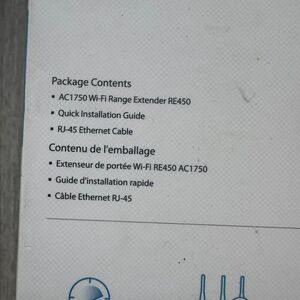 Package Contents
▪ AC1750 Wi-Fi Range Extender RE450
▪ Quick Installation Guide
▪ RJ-45 Ethernet Cable
Contenu de l'emballage
▪ Extenseur de portée Wi-Fi RE450 AC1750
▪ Guide d'installation rapide
▪ Câble Ethernet RJ-45